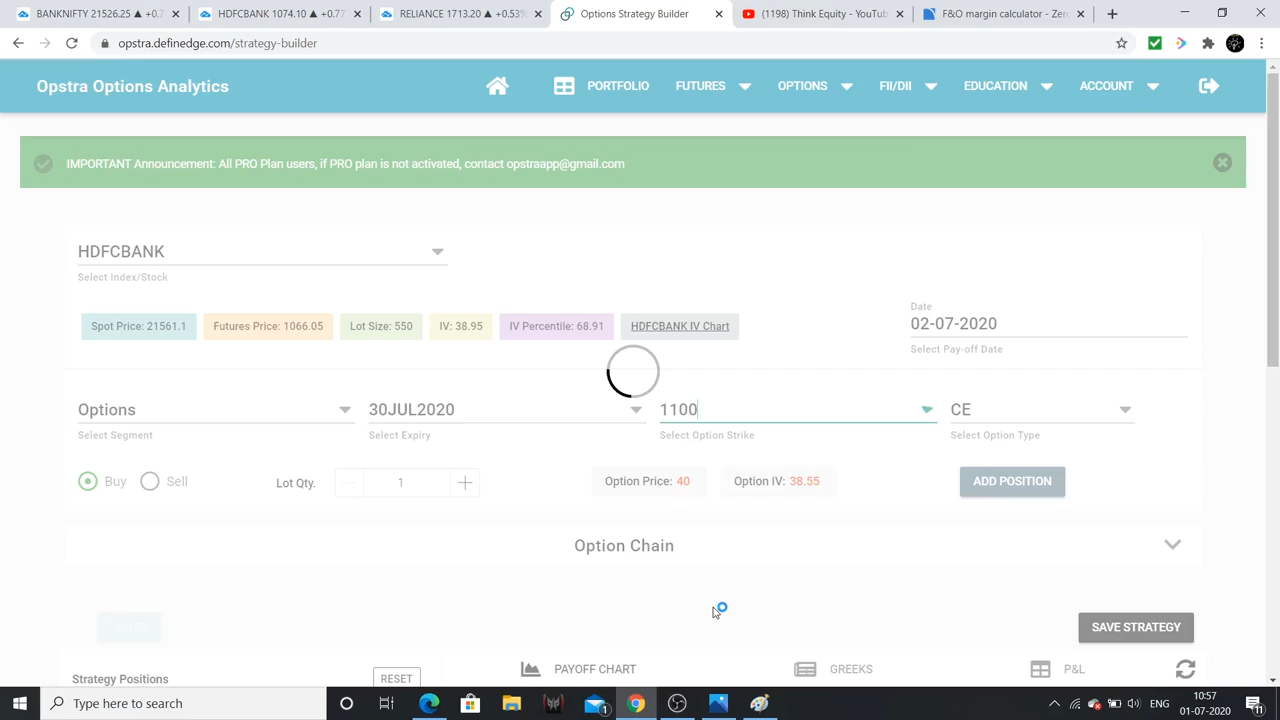 BANKNIFTY 21526.25 ▲ +0.
HDFCBANK 1074.10 ▲ +0.77
RELIANCE 1713.20 ▲ +0.53%
Options Strategy Builder
(1198) Think Equity - YouTub
F&O margin calculator - Zero
opstra.definedge.com/strategy-builder
Opstra Options Analytics
PORTFOLIO
FUTURES
OPTIONS
FII/DII
EDUCATION
ACCOUNT
IMPORTANT Announcement: All PRO Plan users, if PRO plan is not activated, contact opstraapp@gmail.com
HDFCBANK
Select Index/Stock
Spot Price: 21561.1
Futures Price: 1066.05
Lot Size: 550
IV: 38.95
IV Percentile: 68.91
HDFCBANK IV Chart
Date
02-07-2020
Select Pay-off Date
Options
Select Segment
30JUL2020
Select Expiry
1100
Select Option Strike
CE
Select Option Type
Buy
Sell
Lot Qty.
1
Option Price: 40
Option IV: 38.55
ADD POSITION
Option Chain
SAVE STRATEGY
Strategy Positions
RESET
PAYOFF CHART
GREEKS
P&L
Type here to search
1
ENG
10:57
01-07-2020
11